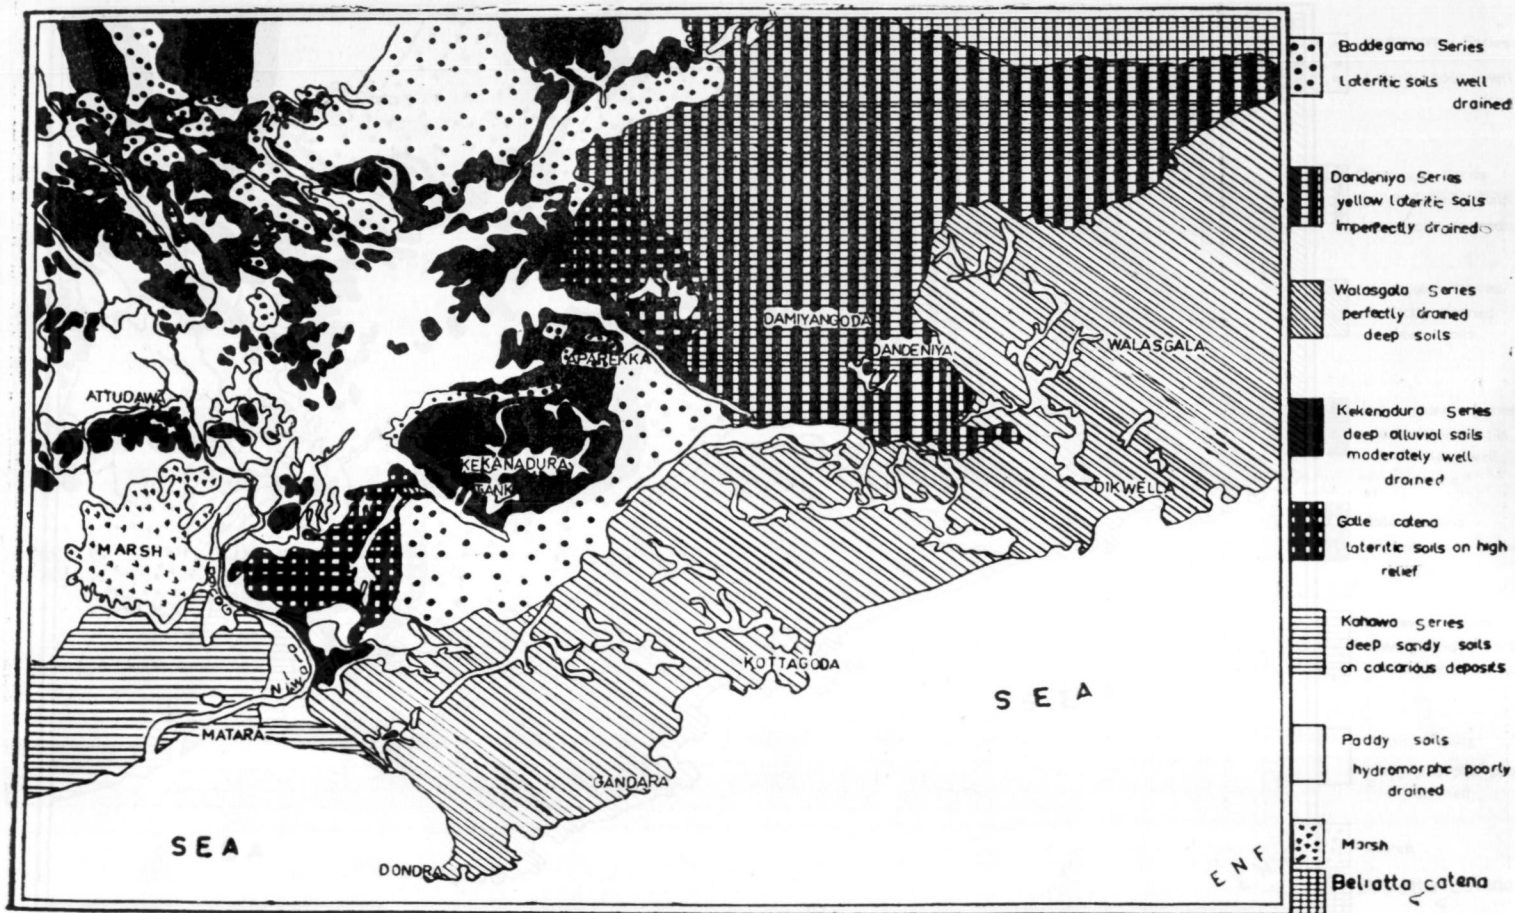 DAMIYANGODA
DANDENIYA
WALASGALA
APAREKKA
ATTUDAWA
KEKANADURA
TANK
DIKWELLA
MARSH
KOTTAGODA
MATARA
GANDARA
DONDRA
SEA
SEA
E N F
Baddegama Series
lateritic soils well
drained
Dandeniya Series
yellow lateritic soils
Imperfectly drained
Walasgala Series
perfectly drained
deep soils
Kekenadura Series
deep alluvial soils
moderately well
drained
Galle catena
lateritic soils on high
relief
Kahawa Series
deep sandy soils
on calcarious deposits
Paddy soils
hydromorphc poorly
drained
Marsh
Beliatta catena